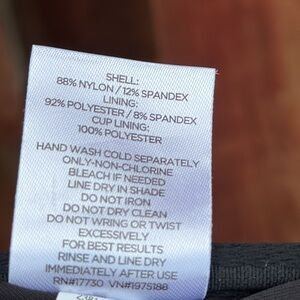 SHELL:
88% NYLON / 12% SPANDEX
LINING:
92% POLYESTER / 8% SPANDEX
CUP LINING:
100% POLYESTER
HAND WASH COLD SEPARATELY
ONLY-NON-CHLORINE
BLEACH IF NEEDED
LINE DRY IN SHADE
DO NOT IRON
DO NOT DRY CLEAN
DO NOT WRING OR TWIST
EXCESSIVELY
FOR BEST RESULTS
RINSE AND LINE DRY
IMMEDIATELY AFTER USE
RN#17730 VN#1975188